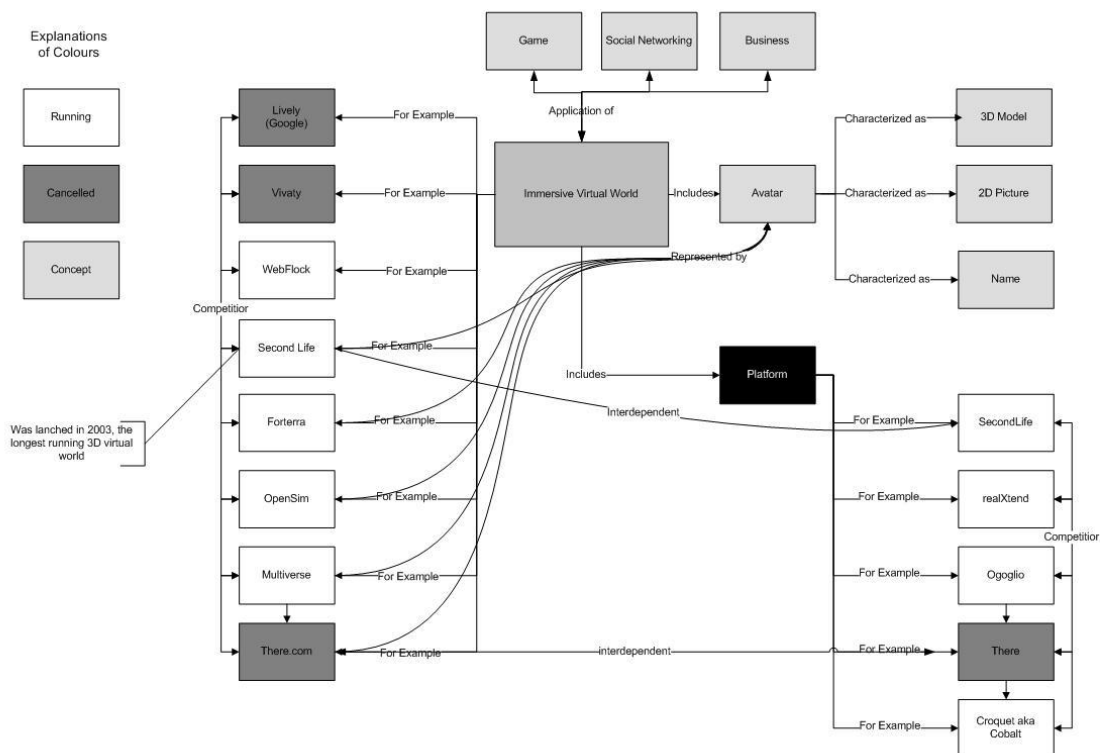 Explanations
of Colours
Running
Cancelled
Concept
Game
Social Networking
Business
Application of
Immersive Virtual World
Includes
Avatar
Characterized as
3D Model
Characterized as
2D Picture
Characterized as
Name
Represented by
Lively
(Google)
For Example
Vivaty
For Example
WebFlock
For Example
Competitior
Second Life
For Example
Was lanched in 2003, the
longest running 3D virtual
world
Forterra
For Example
OpenSim
For Example
Multiverse
For Example
There.com
For Example
Includes
Platform
Interdependent
For Example
SecondLife
For Example
realXtend
Competitior
For Example
Ogoglio
interdependent
For Example
There
For Example
Croquet aka
Cobalt